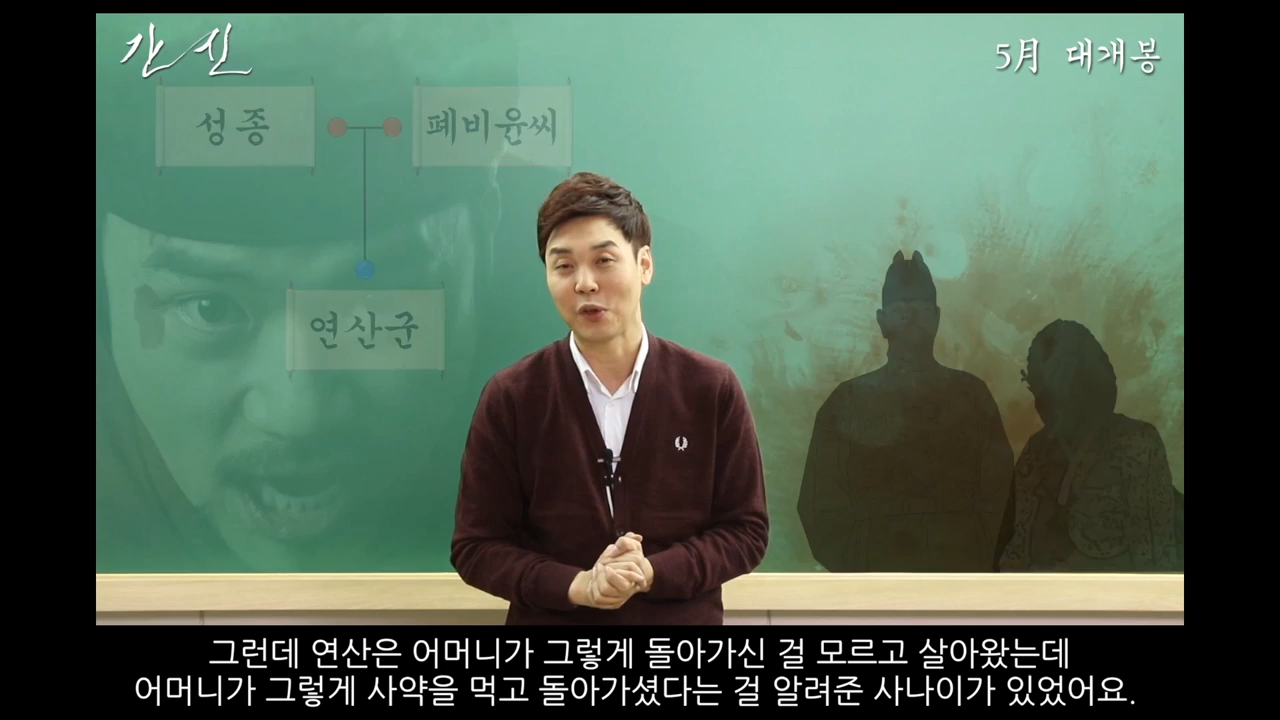 간신
5月 대개봉
성종
폐비윤씨
연산군
그런데 연산은 어머니가 그렇게 돌아가신 걸 모르고 살아왔는데
어머니가 그렇게 사약을 먹고 돌아가셨다는 걸 알려준 사나이가 있었어요.